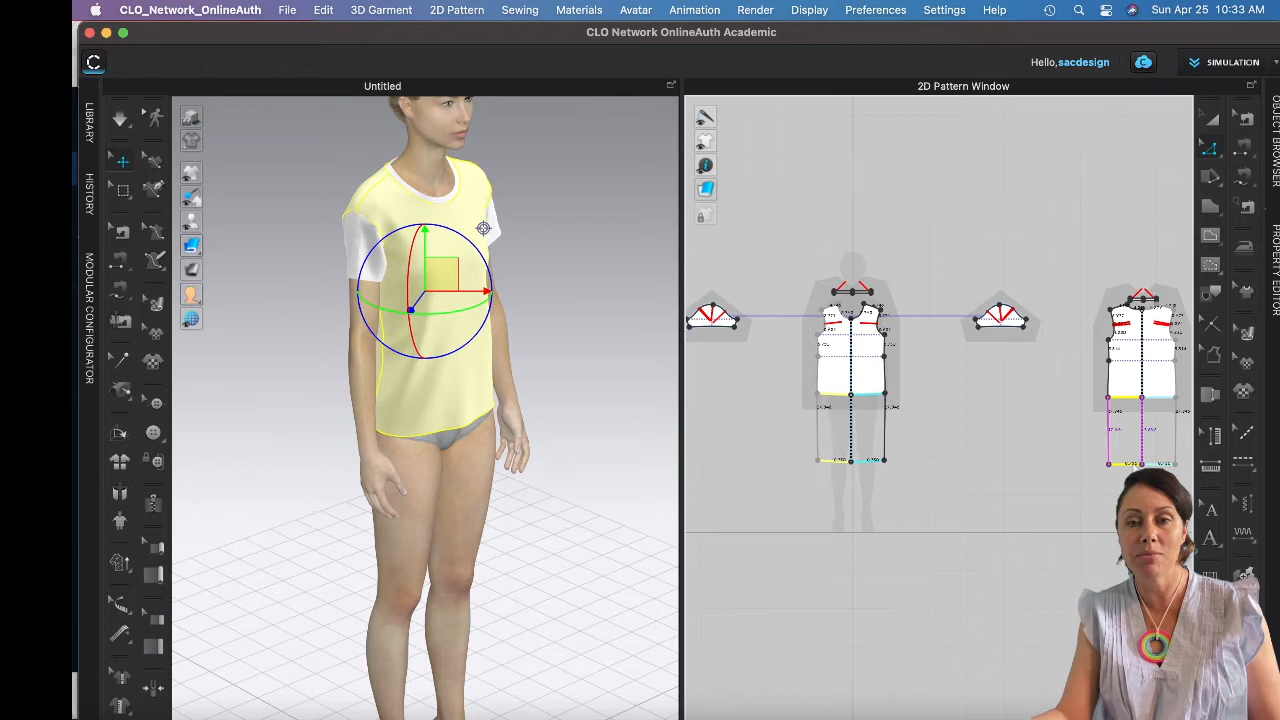 CLO_Network_OnlineAuth File Edit 3D Garment 2D Pattern Sewing Materials Avatar Animation Render Display Preferences Settings Help Sun Apr 25 10:33 AM
CLO Network OnlineAuth Academic
Hello, sacdesign SIMULATION
Untitled
2D Pattern Window
LIBRARY
HISTORY
MODULAR CONFIGURATOR
OBJECT BROWSER
PROPERTY EDITOR